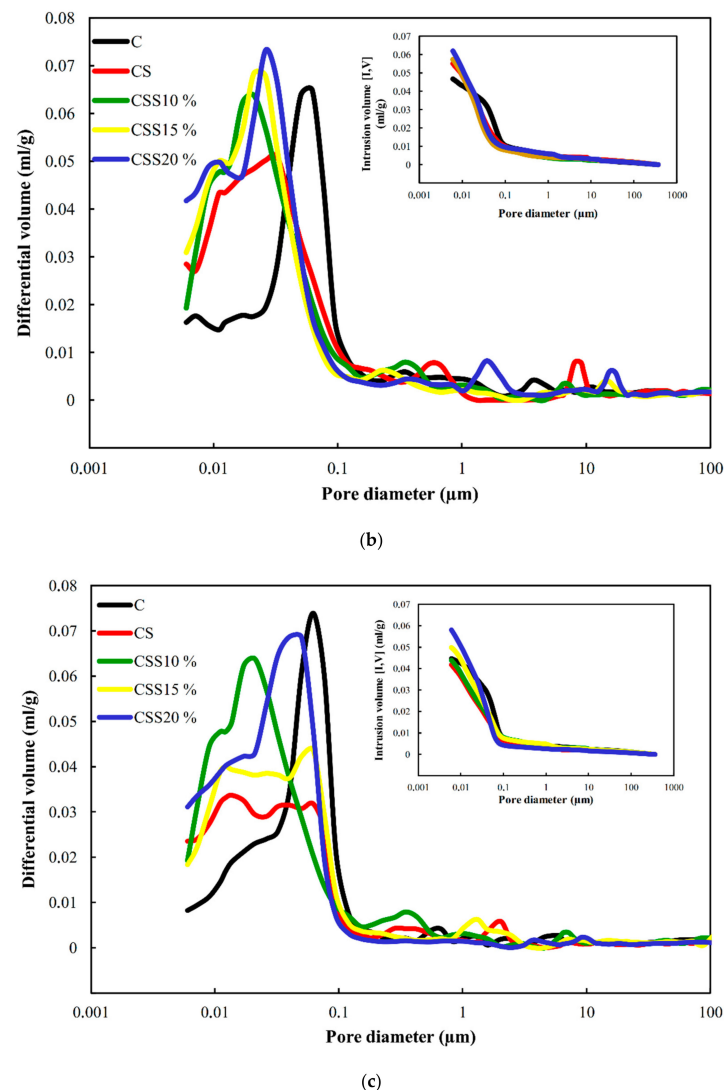 0.08
0.07
0.06
0.05
0.04
0.03
0.02
0.01
0
Differential volume (ml/g)
C
CS
CSS10 %
CSS15 %
CSS20 %
0.07
0.06
0.05
0.04
0.03
0.02
0.01
0
Intrusion volume [I,V]
(ml/g)
0.001 0.01 0.1 1 10 100 1000
Pore diameter (µm)
0.001 0.01 0.1 1 10 100
Pore diameter (µm)
(b)
0.08
0.07
0.06
0.05
0.04
0.03
0.02
0.01
0
Differential volume (ml/g)
C
CS
CSS10 %
CSS15 %
CSS20 %
0.07
0.06
0.05
0.04
0.03
0.02
0.01
0
Intrusion volume [I,V] (ml/g)
0.001 0.01 0.1 1 10 100 1000
Pore diameter (µm)
0.001 0.01 0.1 1 10 100
Pore diameter (µm)
(c)